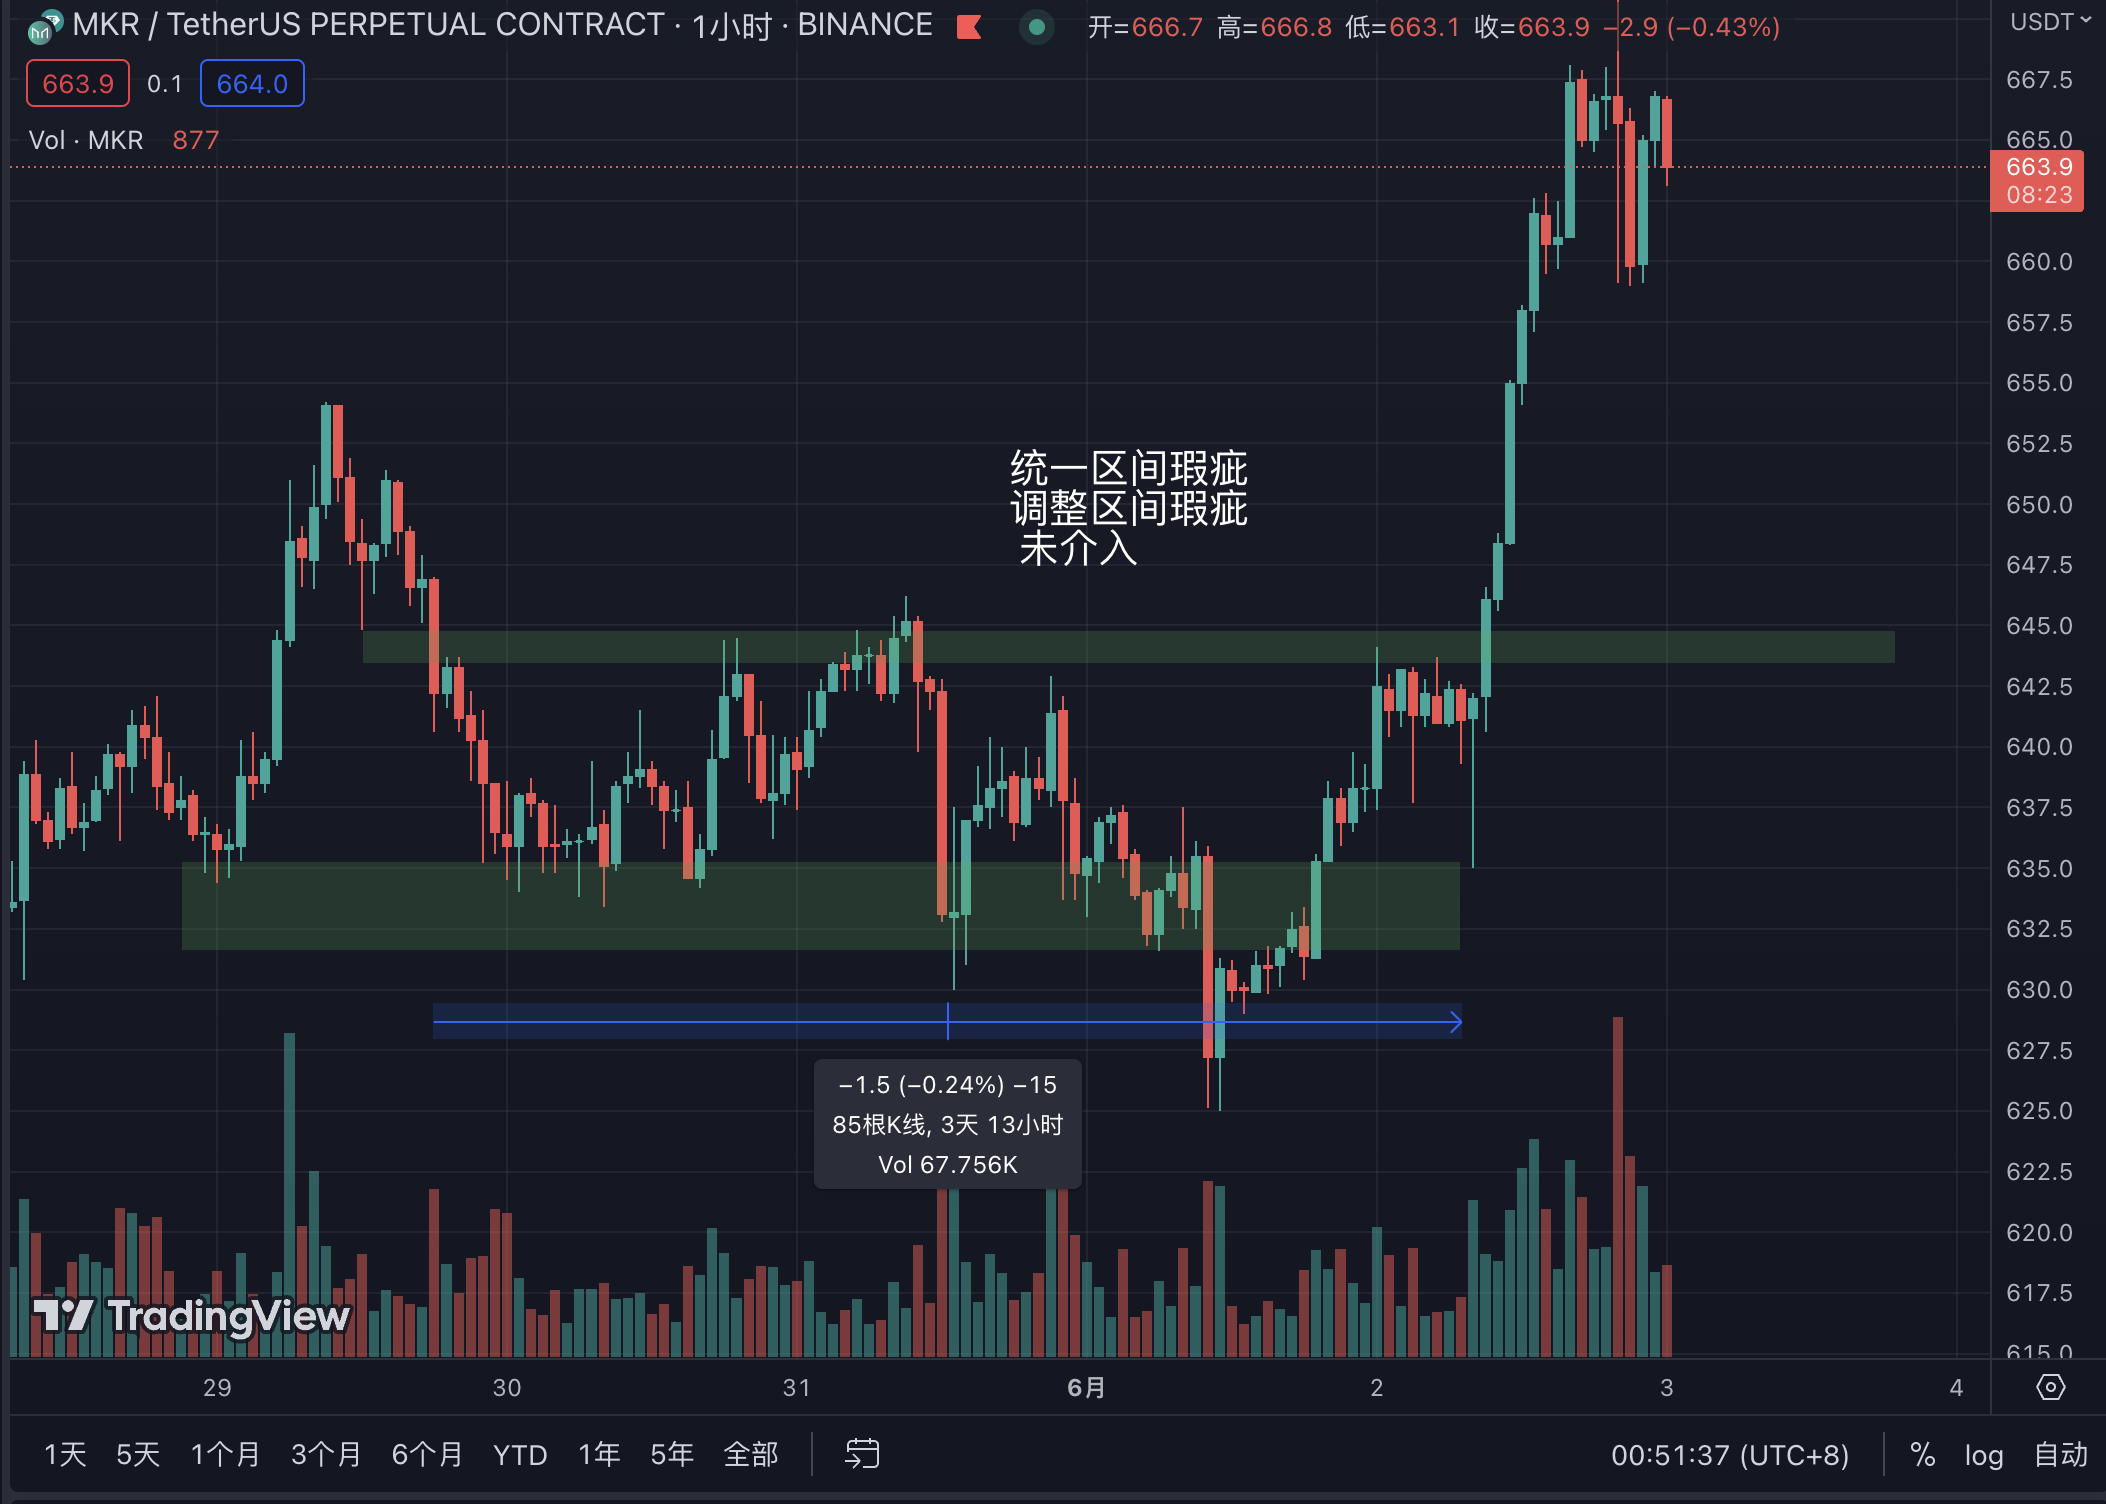 MKR / TetherUS PERPETUAL CONTRACT · 1小时 · BINANCE
开=666.7 高=666.8 低=663.1 收=663.9 −2.9 (−0.43%)
USDT
663.9 0.1 664.0
Vol · MKR 877
667.5
665.0
663.9
08:23
660.0
657.5
655.0
652.5
650.0
647.5
645.0
642.5
640.0
637.5
635.0
632.5
630.0
627.5
625.0
622.5
620.0
617.5
615.0
统一区间瑕疵
调整区间瑕疵
未介入
−1.5 (−0.24%) −15
85根K线, 3天 13小时
Vol 67.756K
TradingView
29 30 31 6月 2 3 4
1天 5天 1个月 3个月 6个月 YTD 1年 5年 全部
00:51:37 (UTC+8) % log 自动